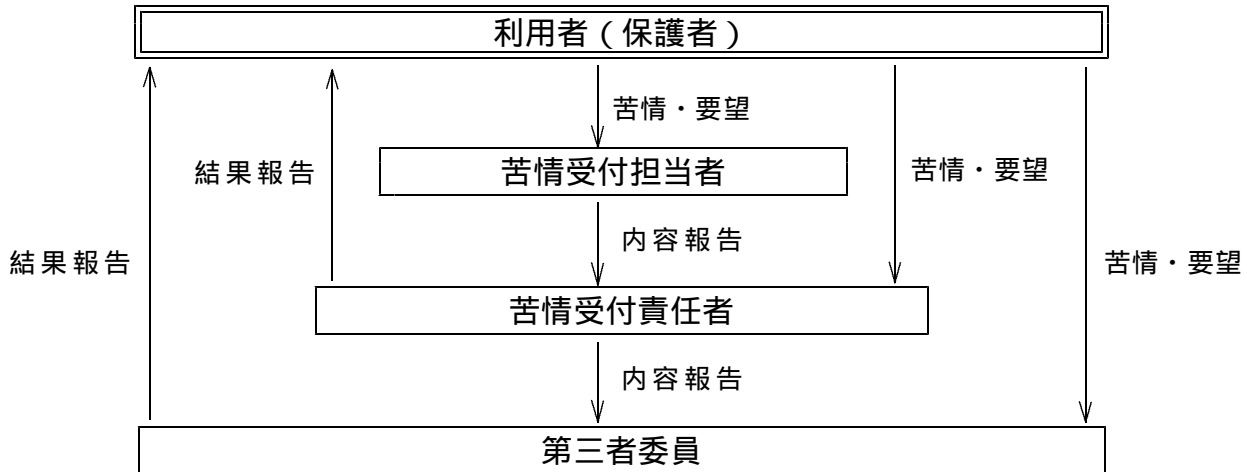 利用者（保護者）
苦情・要望
苦情受付担当者
結果報告
苦情・要望
内容報告
結果報告
苦情・要望
苦情受付責任者
内容報告
第三者委員